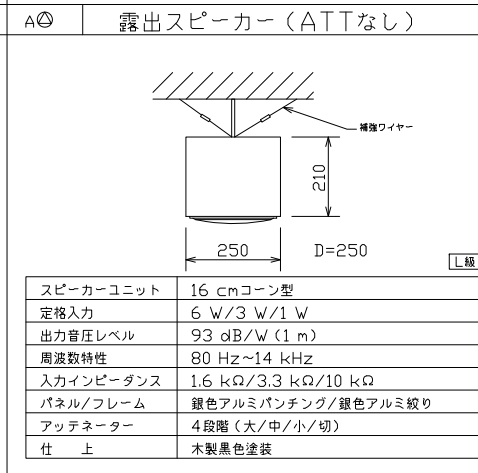 A 露出スピーカー(ATTなし)
補強ワイヤー
210
250 D=250
L級
スピーカーユニット 16 cmコーン型
定格入力 6 W/3 W/1 W
出力音圧レベル 93 dB/W (1 m)
周波数特性 80 Hz~14 kHz
入力インピーダンス 1.6 kΩ/3.3 kΩ/10 kΩ
パネル/フレーム 銀色アルミパンチング/銀色アルミ絞り
アッテネーター 4段階(大/中/小/切)
仕 上 木製黒色塗装